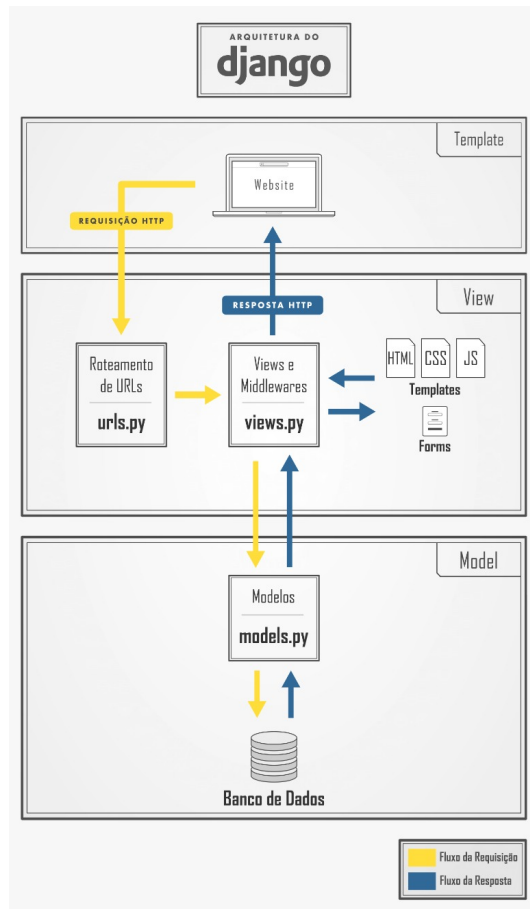 ARQUITETURA DO
django
Template
Website
REQUISIÇÃO HTTP
RESPOSTA HTTP
View
Roteamento
de URLs
urls.py
Views e
Middlewares
views.py
HTML CSS JS
Templates
Forms
Model
Modelos
models.py
Banco de Dados
Fluxo da Requisição
Fluxo da Resposta